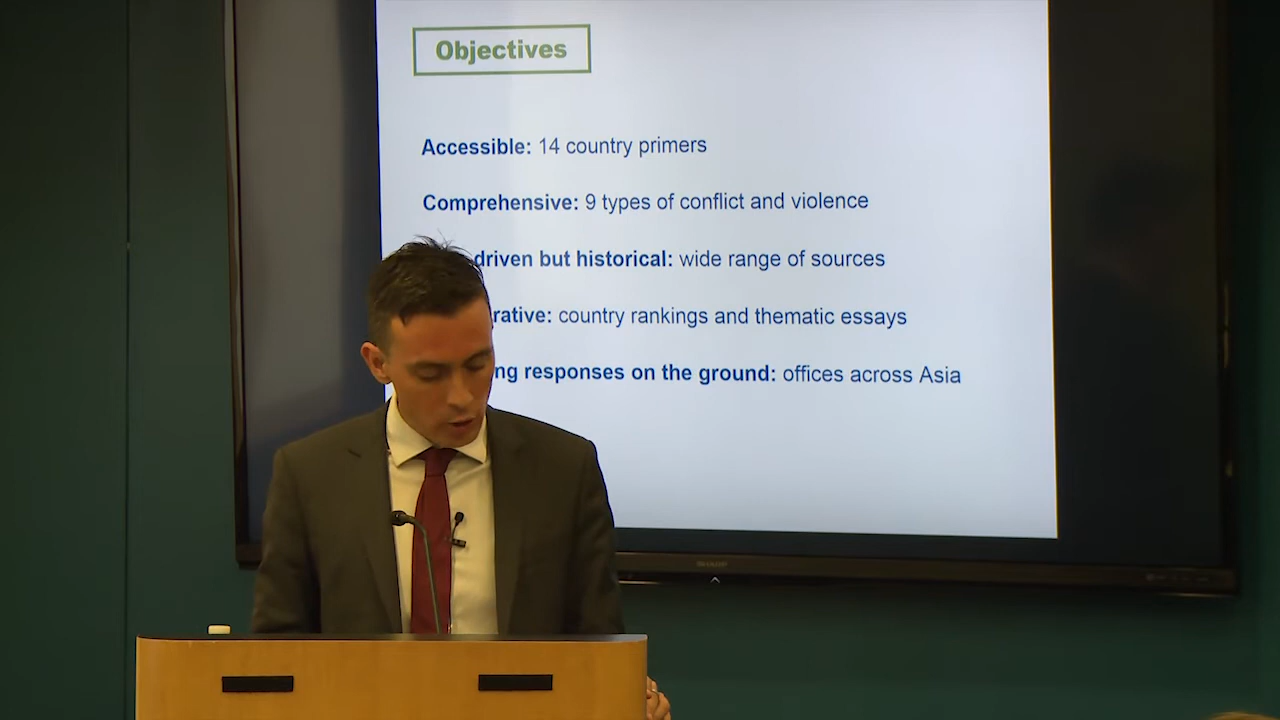 Objectives
Accessible: 14 country primers
Comprehensive: 9 types of conflict and violence
driven but historical: wide range of sources
rative: country rankings and thematic essays
ng responses on the ground: offices across Asia
SHARP